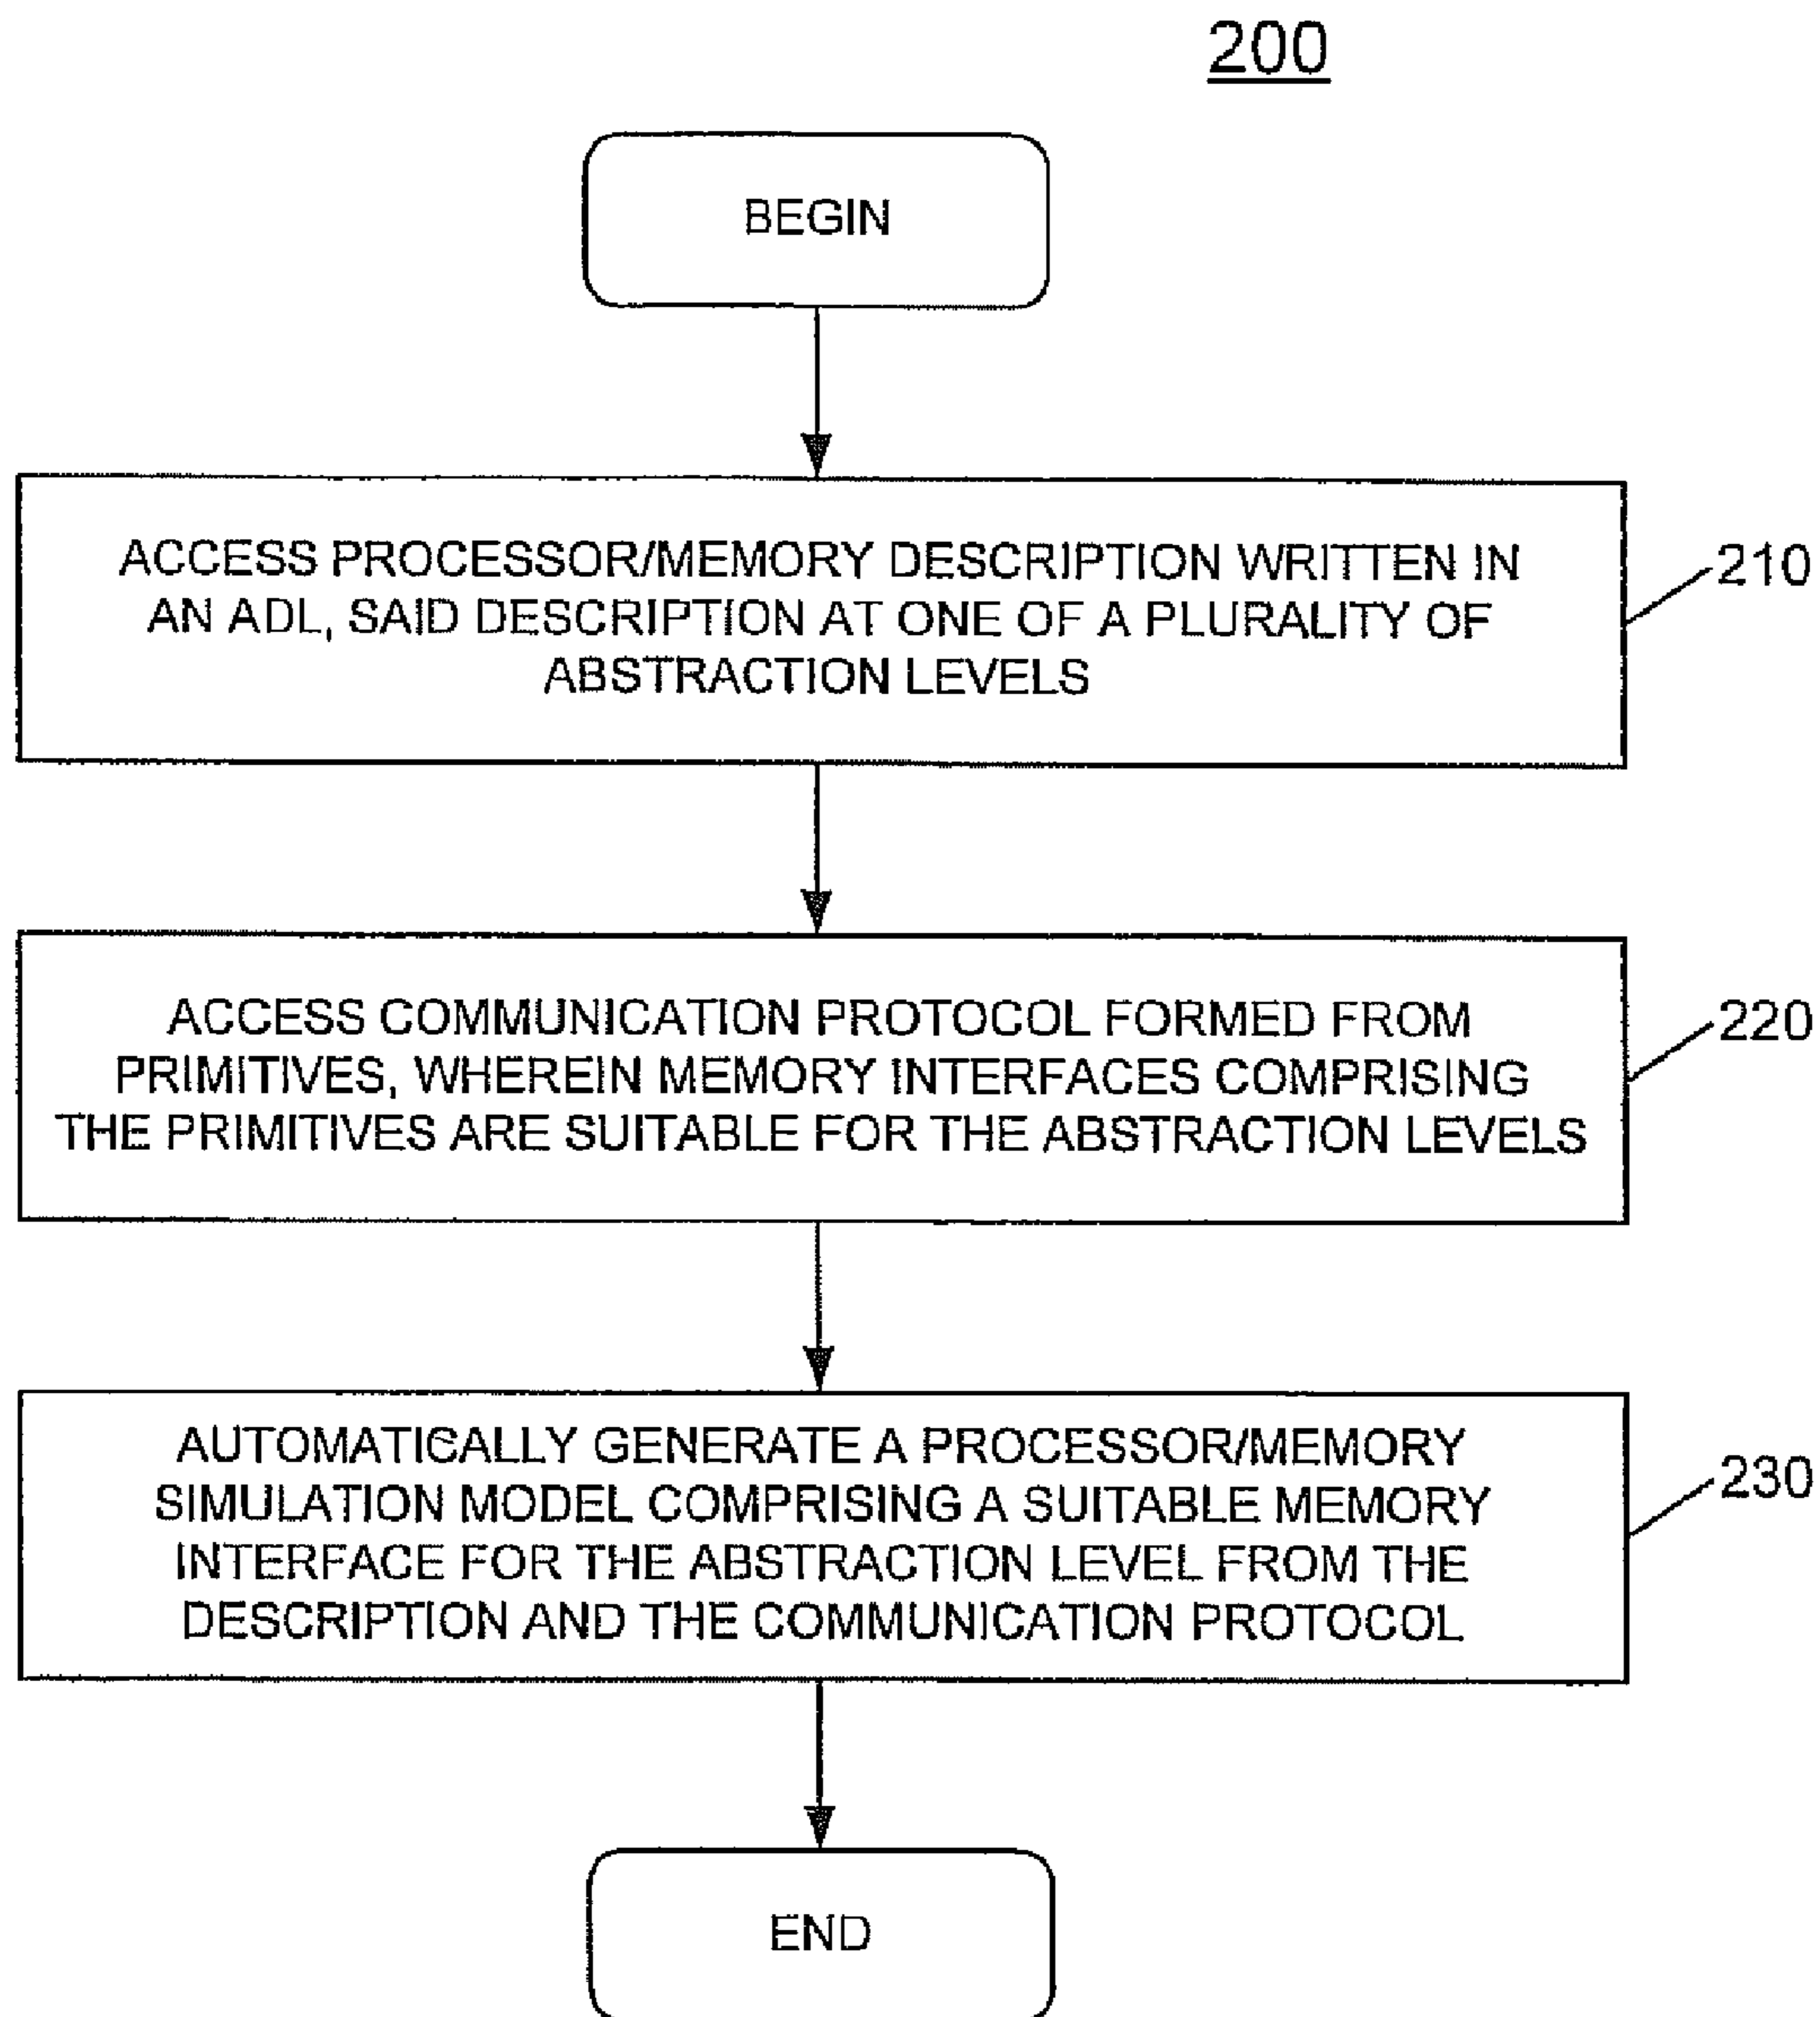 200
BEGIN
ACCESS PROCESSOR/MEMORY DESCRIPTION WRITTEN IN
AN ADL, SAID DESCRIPTION AT ONE OF A PLURALITY OF
ABSTRACTION LEVELS
210
ACCESS COMMUNICATION PROTOCOL FORMED FROM
PRIMITIVES, WHEREIN MEMORY INTERFACES COMPRISING
THE PRIMITIVES ARE SUITABLE FOR THE ABSTRACTION LEVELS
220
AUTOMATICALLY GENERATE A PROCESSOR/MEMORY
SIMULATION MODEL COMPRISING A SUITABLE MEMORY
INTERFACE FOR THE ABSTRACTION LEVEL FROM THE
DESCRIPTION AND THE COMMUNICATION PROTOCOL
230
END